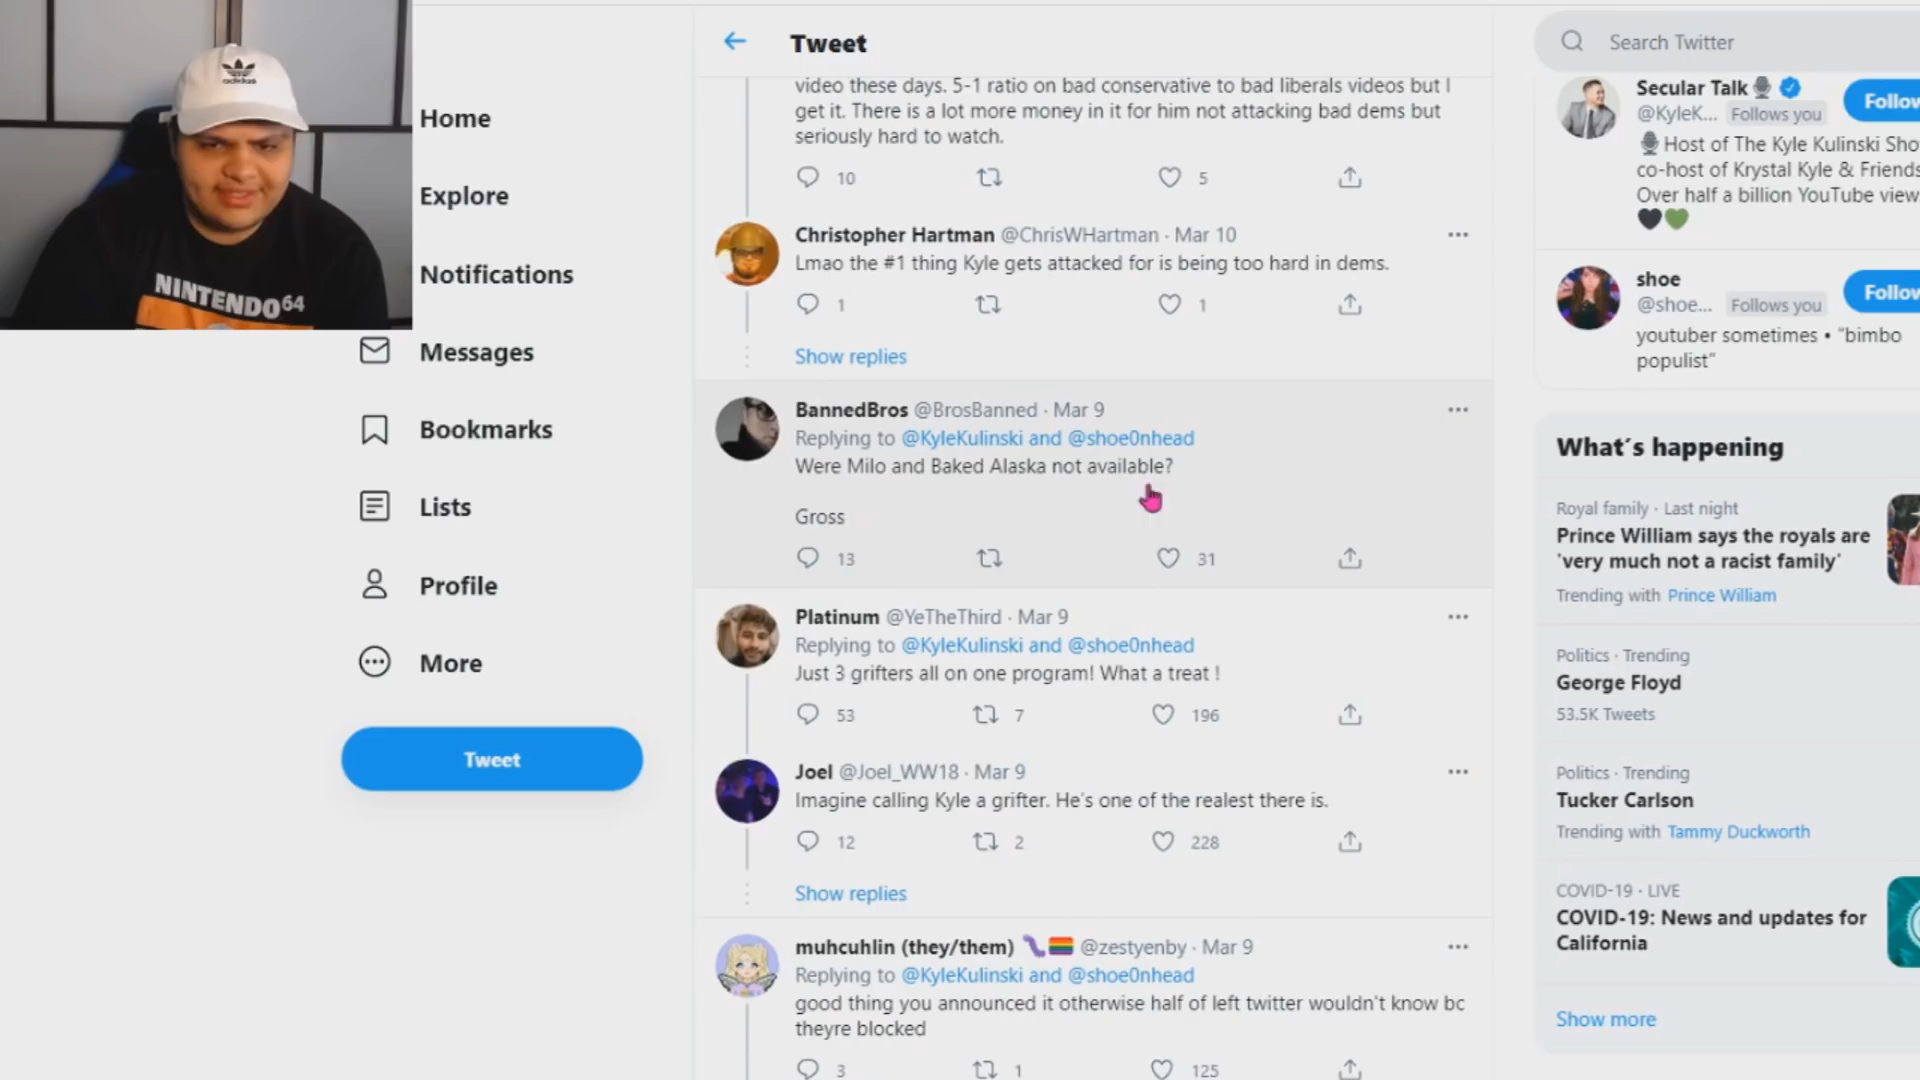 adidas
NINTENDO 64
Home
Explore
Notifications
Messages
Bookmarks
Lists
Profile
More
Tweet
Tweet
video these days. 5-1 ratio on bad conservative to bad liberals videos but I
get it. There is a lot more money in it for him not attacking bad dems but
seriously hard to watch.
10 5
Christopher Hartman @ChrisWHartman · Mar 10
Lmao the #1 thing Kyle gets attacked for is being too hard in dems.
1 1
Show replies
BannedBros @BrosBanned · Mar 9
Replying to @KyleKulinski and @shoe0nhead
Were Milo and Baked Alaska not available?
Gross
13 31
Platinum @YeTheThird · Mar 9
Replying to @KyleKulinski and @shoe0nhead
Just 3 grifters all on one program! What a treat !
53 7 196
Joel @Joel_WW18 · Mar 9
Imagine calling Kyle a grifter. He's one of the realest there is.
12 2 228
Show replies
muhcuhlin (they/them) @zestyenby · Mar 9
Replying to @KyleKulinski and @shoe0nhead
good thing you announced it otherwise half of left twitter wouldn't know bc
theyre blocked
3 1 125
Search Twitter
Secular Talk
@KyleK... Follows you
Follow
Host of The Kyle Kulinski Sho
co-host of Krystal Kyle & Friends
Over half a billion YouTube view
shoe
@shoe... Follows you
Follow
youtuber sometimes • "bimbo
populist"
What's happening
Royal family · Last night
Prince William says the royals are
'very much not a racist family'
Trending with Prince William
Politics · Trending
George Floyd
53.5K Tweets
Politics · Trending
Tucker Carlson
Trending with Tammy Duckworth
COVID-19 · LIVE
COVID-19: News and updates for
California
Show more